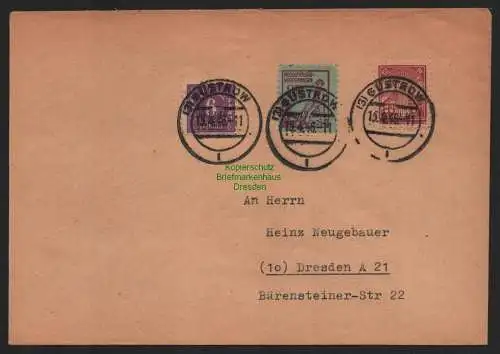 (3) GÜSTROW
(3) GÜSTROW
(3) GÜSTROW
Kopierschutz
Briefmarkenhaus
Dresden
An Herrn
Heinz Neugebauer
(10) Dresden A 21
Bärensteiner-Str 22